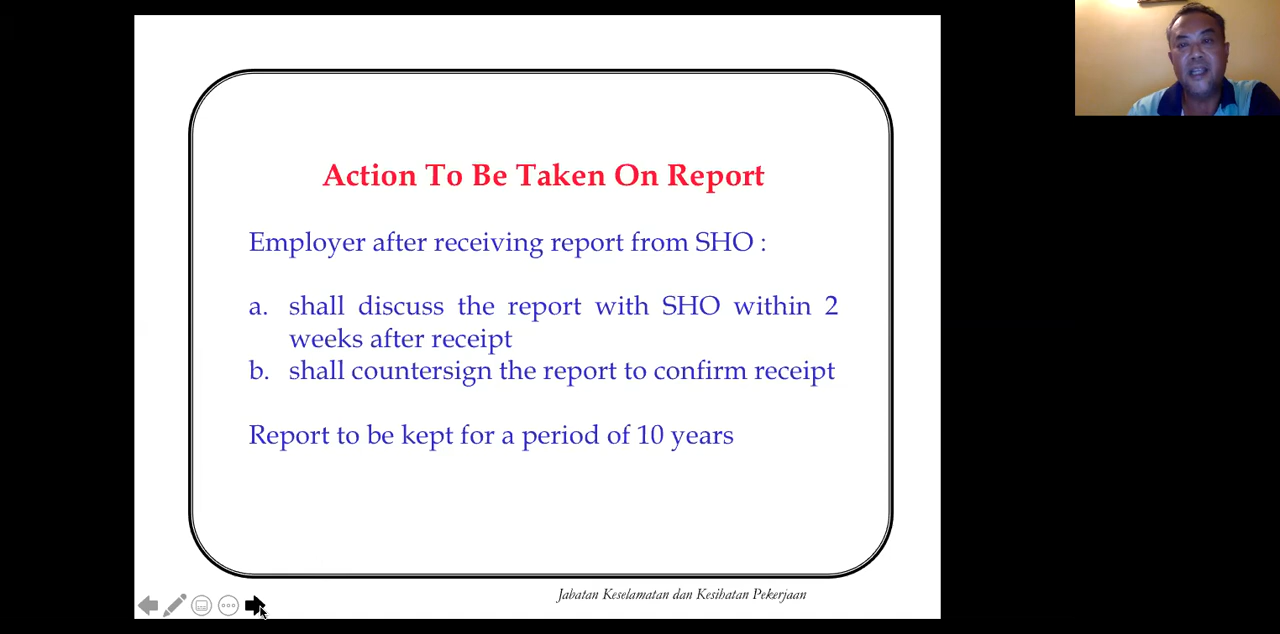 Action To Be Taken On Report
Employer after receiving report from SHO :
a. shall discuss the report with SHO within 2
weeks after receipt
b. shall countersign the report to confirm receipt
Report to be kept for a period of 10 years
Jabatan Keselamatan dan Kesihatan Pekerjaan